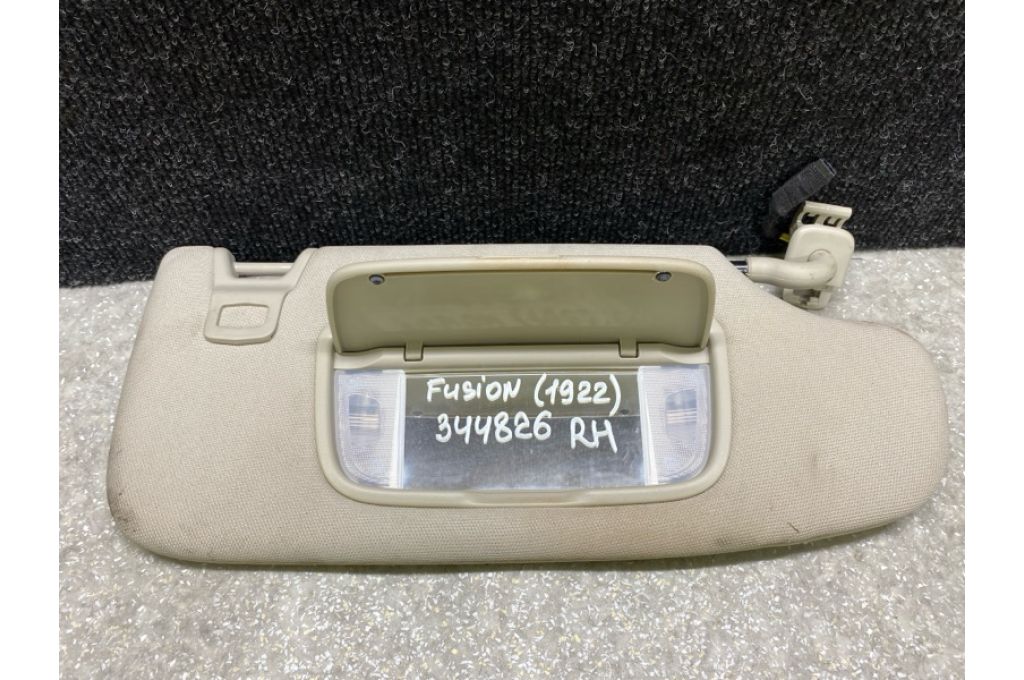 FUSION (1922)
344826 RH